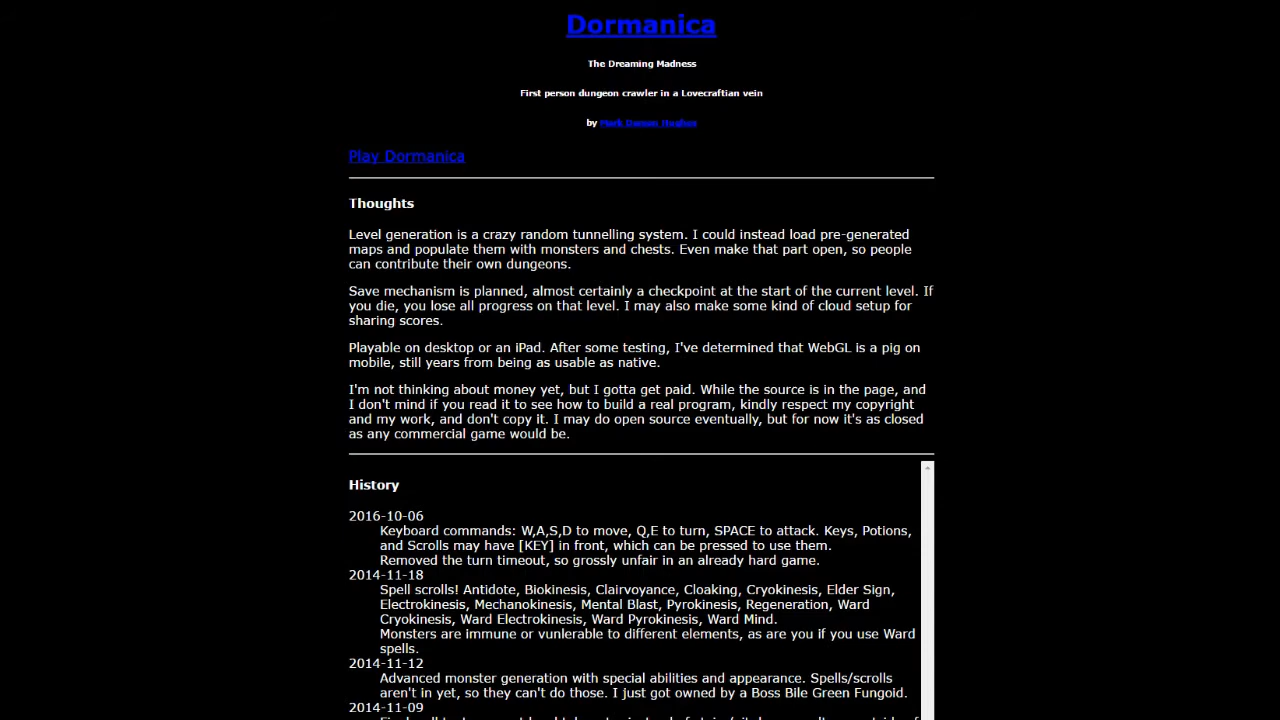 Dormanica
The Dreaming Madness
First person dungeon crawler in a Lovecraftian vein
by Mark Damon Hughes
Play Dormanica
Thoughts
Level generation is a crazy random tunnelling system. I could instead load pre-generated
maps and populate them with monsters and chests. Even make that part open, so people
can contribute their own dungeons.
Save mechanism is planned, almost certainly a checkpoint at the start of the current level. If
you die, you lose all progress on that level. I may also make some kind of cloud setup for
sharing scores.
Playable on desktop or an iPad. After some testing, I've determined that WebGL is a pig on
mobile, still years from being as usable as native.
I'm not thinking about money yet, but I gotta get paid. While the source is in the page, and
I don't mind if you read it to see how to build a real program, kindly respect my copyright
and my work, and don't copy it. I may do open source eventually, but for now it's as closed
as any commercial game would be.
History
2016-10-06
Keyboard commands: W,A,S,D to move, Q,E to turn, SPACE to attack. Keys, Potions,
and Scrolls may have [KEY] in front, which can be pressed to use them.
Removed the turn timeout, so grossly unfair in an already hard game.
2014-11-18
Spell scrolls! Antidote, Biokinesis, Clairvoyance, Cloaking, Cryokinesis, Elder Sign,
Electrokinesis, Mechanokinesis, Mental Blast, Pyrokinesis, Regeneration, Ward
Cryokinesis, Ward Electrokinesis, Ward Pyrokinesis, Ward Mind.
Monsters are immune or vunlerable to different elements, as are you if you use Ward
spells.
2014-11-12
Advanced monster generation with special abilities and appearance. Spells/scrolls
aren't in yet, so they can't do those. I just got owned by a Boss Bile Green Fungoid.
2014-11-09